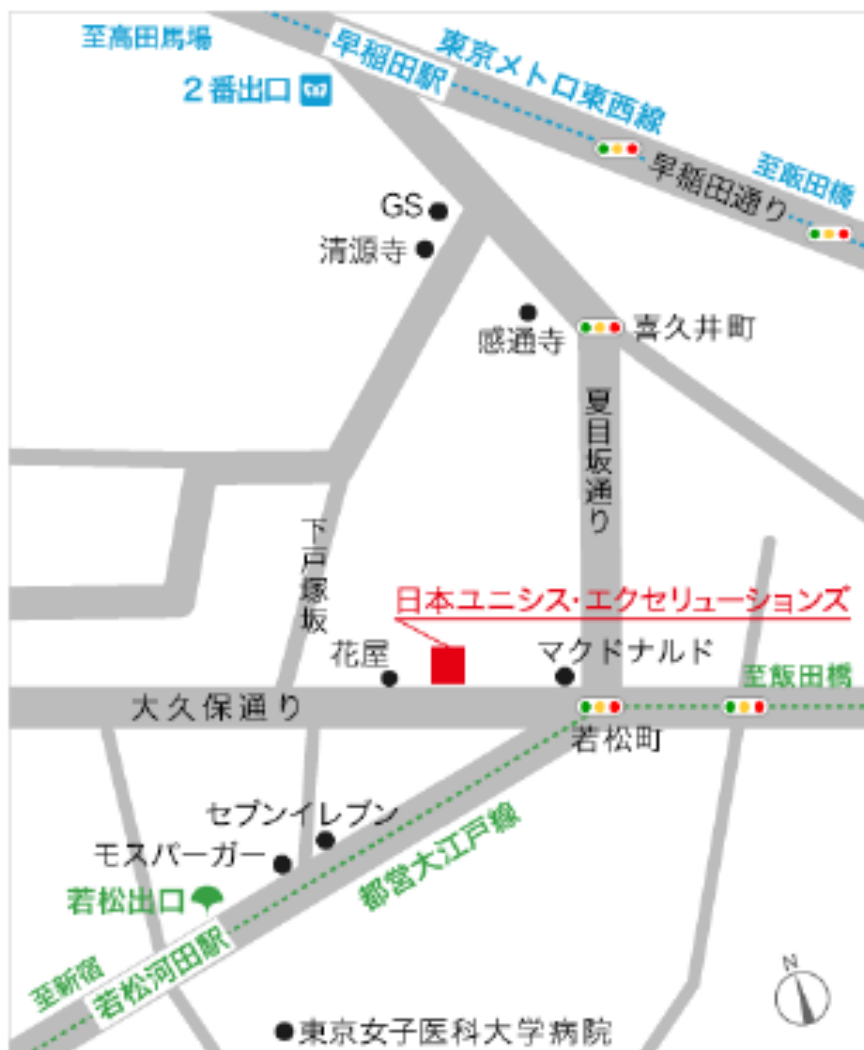 至高田馬場
早稲田駅
東京メトロ東西線
2番出口
至飯田橋
早稲田通り
GS
清源寺
感通寺
喜久井町
夏目坂通り
下戸塚坂
日本ユニシス・エクセリューションズ
花屋
マクドナルド
至飯田橋
大久保通り
若松町
セブンイレブン
モスバーガー
都営大江戸線
若松出口
若松河田駅
至新宿
N
東京女子医科大学病院